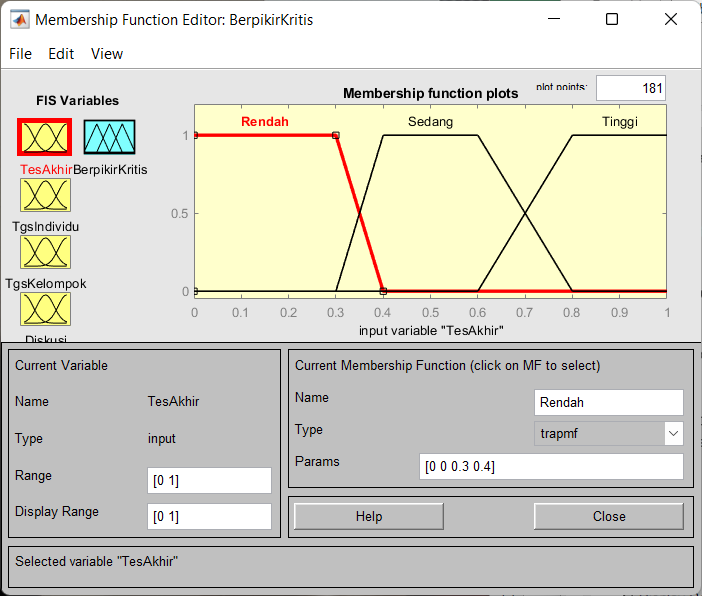 Membership Function Editor: BerpikirKritis
File Edit View
FIS Variables
Membership function plots
plot points:
181
TesAkhir
BerpikirKritis
TgsIndividu
TgsKelompok
Diskusi
Rendah
Sedang
Tinggi
1
0.5
0
0 0.1 0.2 0.3 0.4 0.5 0.6 0.7 0.8 0.9 1
input variable "TesAkhir"
Current Variable
Name TesAkhir
Type input
Range [0 1]
Display Range [0 1]
Current Membership Function (click on MF to select)
Name Rendah
Type trapmf
Params [0 0 0.3 0.4]
Help Close
Selected variable "TesAkhir"